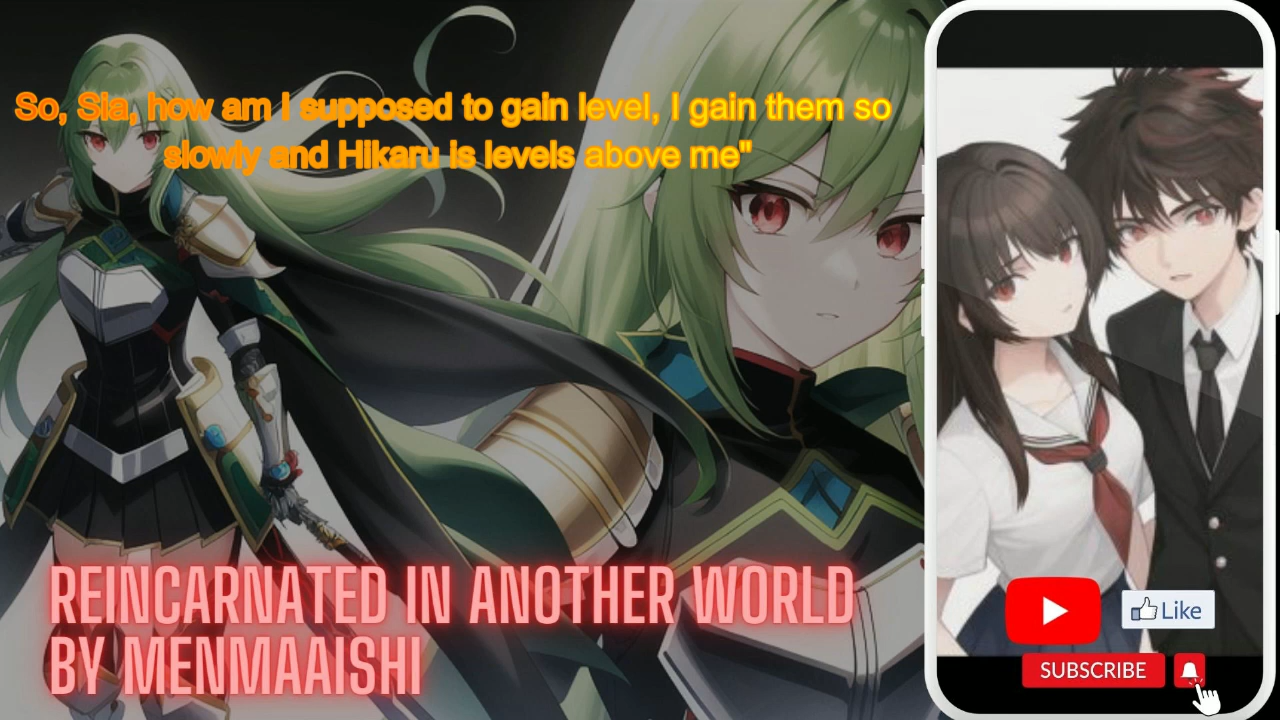 So, Sia, how am I supposed to gain level, I gain them so
slowly and Hikaru is levels above me"
REINCARNATED IN ANOTHER WORLD
BY MENMAAISHI
Like
SUBSCRIBE